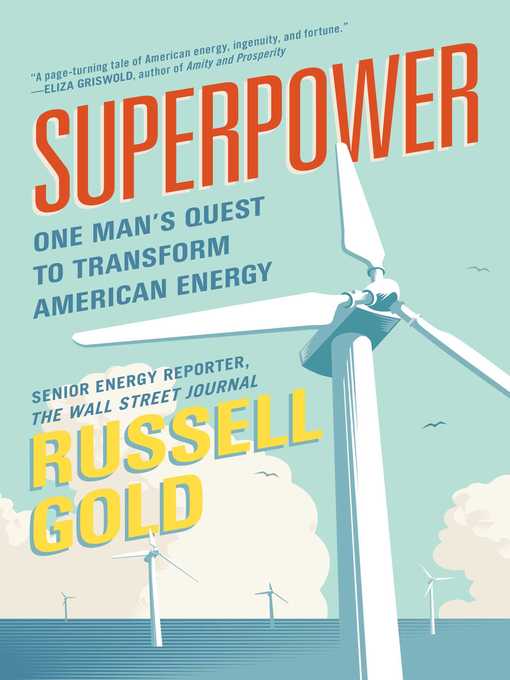 “A page-turning tale of American energy, ingenuity, and fortune.”
—ELIZA GRISWOLD, author of Amity and Prosperity
SUPERPOWER
ONE MAN’S QUEST
TO TRANSFORM
AMERICAN ENERGY
SENIOR ENERGY REPORTER,
THE WALL STREET JOURNAL
RUSSELL
GOLD